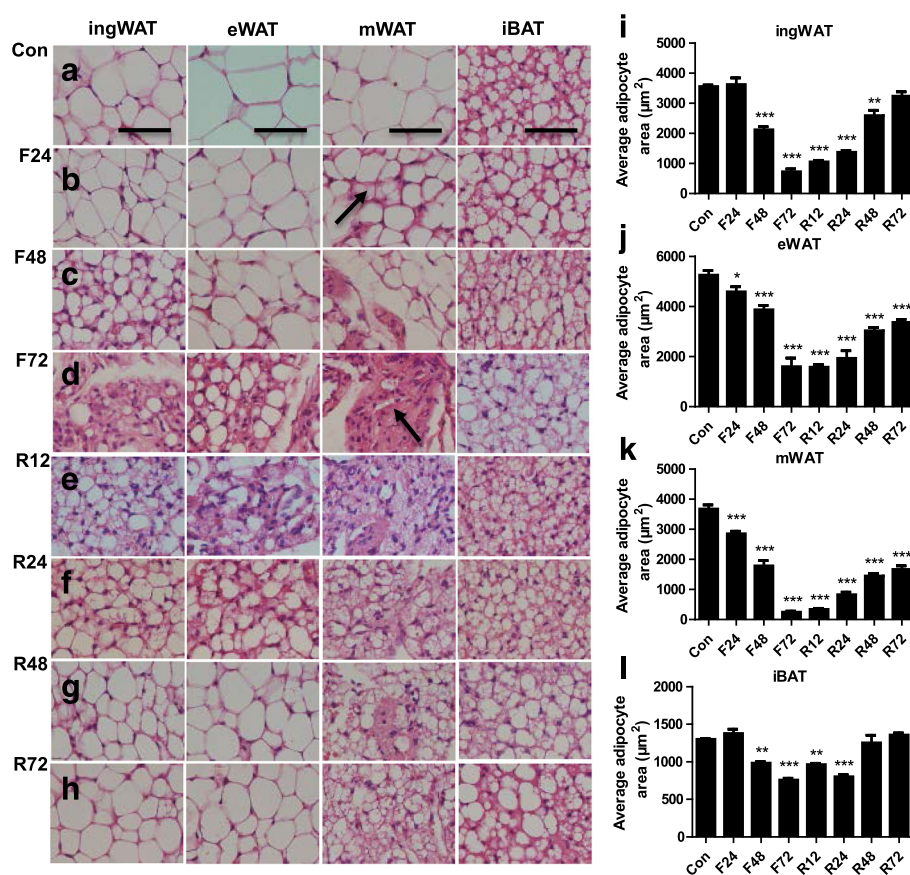 ingWAT eWAT mWAT iBAT
Con
a
F24
b
F48
c
F72
d
R12
e
R24
f
R48
g
R72
h
i
ingWAT
Average adipocyte
area (µm²)
5000
4000
3000
2000
1000
0
*** *** *** *** **
Con F24 F48 F72 R12 R24 R48 R72
j
eWAT
Average adipocyte
area (µm²)
6000
4000
2000
0
* *** *** *** *** *** ***
Con F24 F48 F72 R12 R24 R48 R72
k
mWAT
Average adipocyte
area (µm²)
5000
4000
3000
2000
1000
0
*** *** *** *** *** *** ***
Con F24 F48 F72 R12 R24 R48 R72
l
iBAT
Average adipocyte
area (µm²)
2000
1500
1000
500
0
** *** ** ***
Con F24 F48 F72 R12 R24 R48 R72